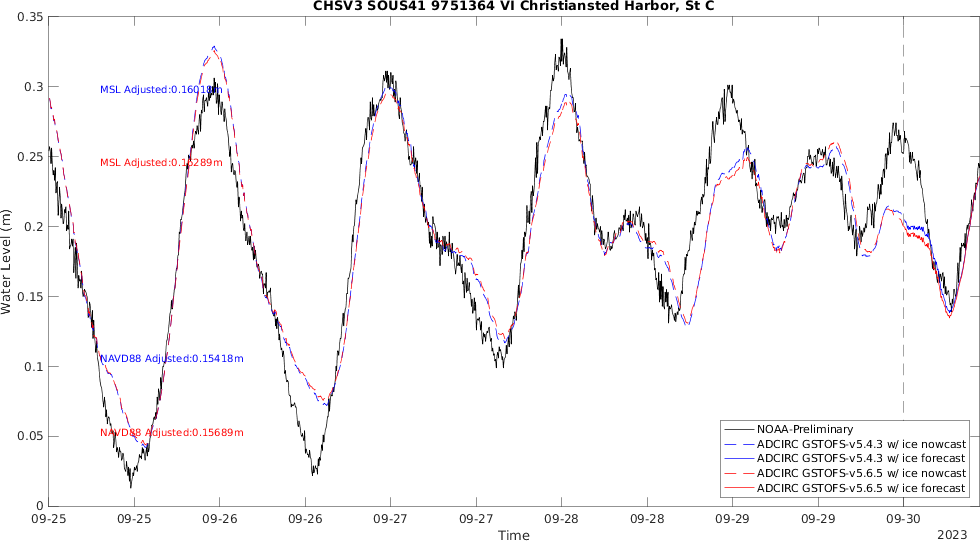 CHSV3 SOUS41 9751364 VI Christiansted Harbor, St C
0.35
0.3
0.25
0.2
0.15
0.1
0.05
0
Water Level (m)
MSL Adjusted:0.16018m
MSL Adjusted:0.16289m
NAVD88 Adjusted:0.15418m
NAVD88 Adjusted:0.15689m
NOAA-Preliminary
ADCIRC GSTOFS-v5.4.3 w/ ice nowcast
ADCIRC GSTOFS-v5.4.3 w/ ice forecast
ADCIRC GSTOFS-v5.6.5 w/ ice nowcast
ADCIRC GSTOFS-v5.6.5 w/ ice forecast
09-25 09-25 09-26 09-26 09-27 09-27 09-28 09-28 09-29 09-29 09-30
Time
2023